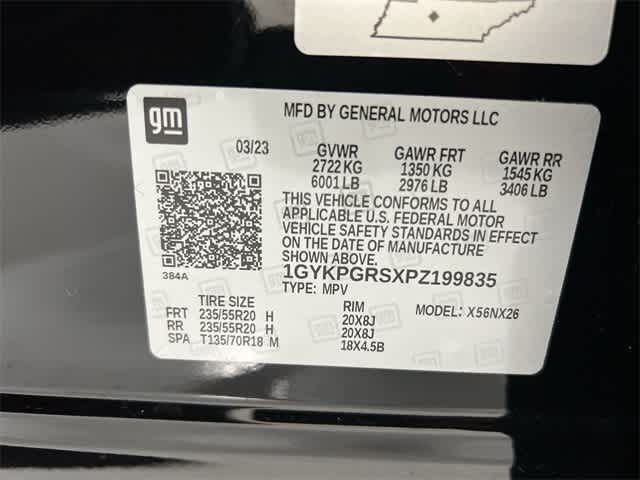 gm
MFD BY GENERAL MOTORS LLC
03/23 GVWR GAWR FRT GAWR RR
2722 KG 1350 KG 1545 KG
6001 LB 2976 LB 3406 LB
THIS VEHICLE CONFORMS TO ALL
APPLICABLE U.S. FEDERAL MOTOR
VEHICLE SAFETY STANDARDS IN EFFECT
ON THE DATE OF MANUFACTURE
SHOWN ABOVE.
384A
1GYKPGRSXPZ199835
TYPE: MPV
TIRE SIZE RIM MODEL: X56NX26
FRT 235/55R20 H 20X8J
RR 235/55R20 H 20X8J
SPA T135/70R18 M 18X4.5B